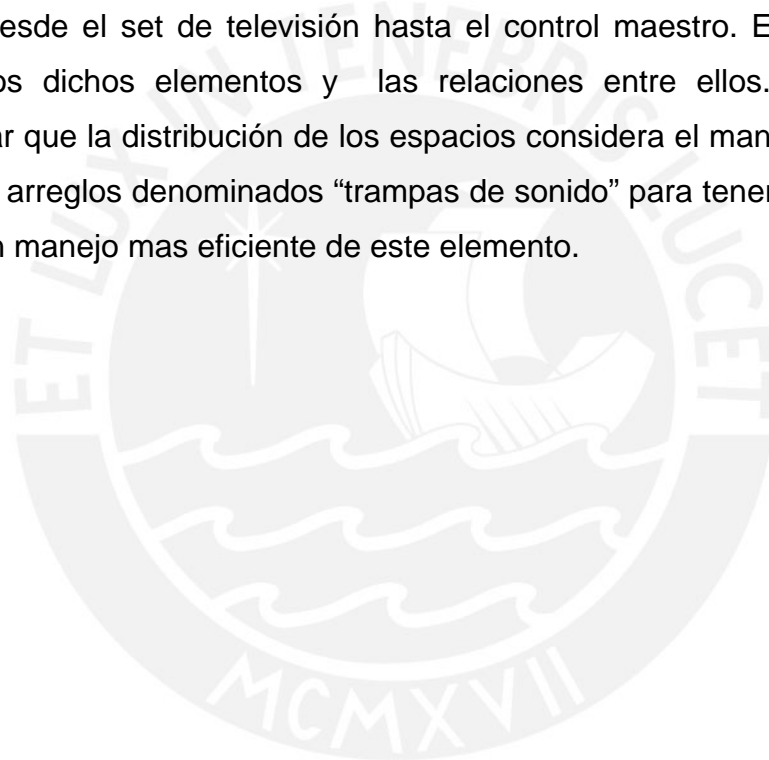 esde el set de televisión hasta el control maestro. E
os dichos elementos y las relaciones entre ellos.
ar que la distribución de los espacios considera el man
arreglos denominados “trampas de sonido” para tener
n manejo mas eficiente de este elemento.
ET LUX IN TENEBRIS LUCET
MCMXVII